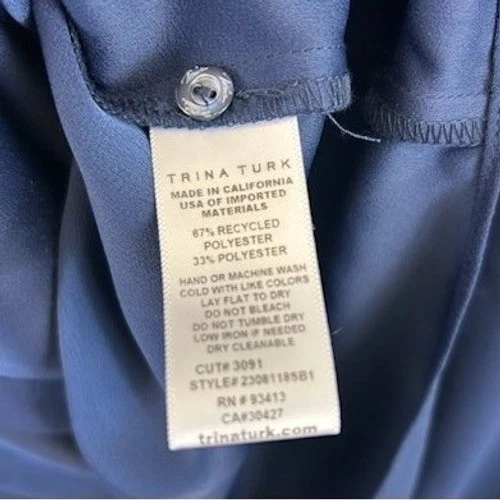 TRINA TURK
MADE IN CALIFORNIA
USA OF IMPORTED
MATERIALS
67% RECYCLED
POLYESTER
33% POLYESTER
HAND OR MACHINE WASH
COLD WITH LIKE COLORS
LAY FLAT TO DRY
DO NOT BLEACH
DO NOT TUMBLE DRY
LOW IRON IF NEEDED
DRY CLEANABLE
CUT# 3091
STYLE# 23081185B1
RN # 93413
CA#30427
trinaturk.com